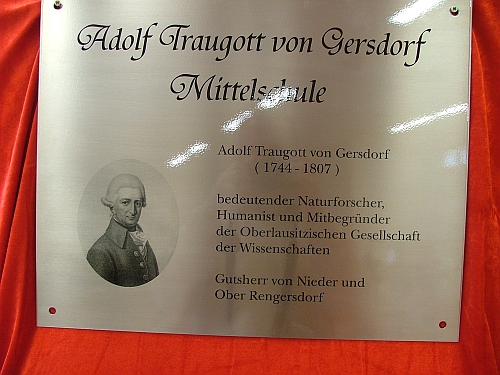 Adolf Traugott von Gersdorf
Mittelschule
Adolf Traugott von Gersdorf
( 1744 - 1807 )
bedeutender Naturforscher,
Humanist und Mitbegründer
der Oberlausitzischen Gesellschaft
der Wissenschaften
Gutsherr von Nieder und
Ober Rengersdorf